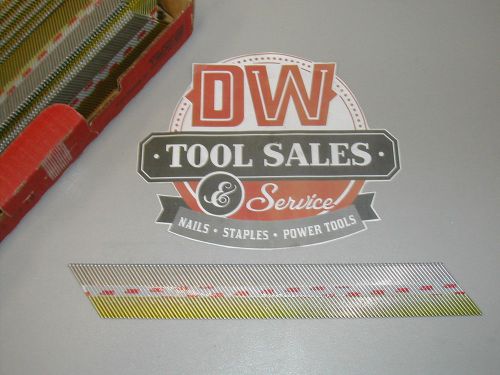 DW
· TOOL SALES ·
& Service
NAILS · STAPLES · POWER TOOLS